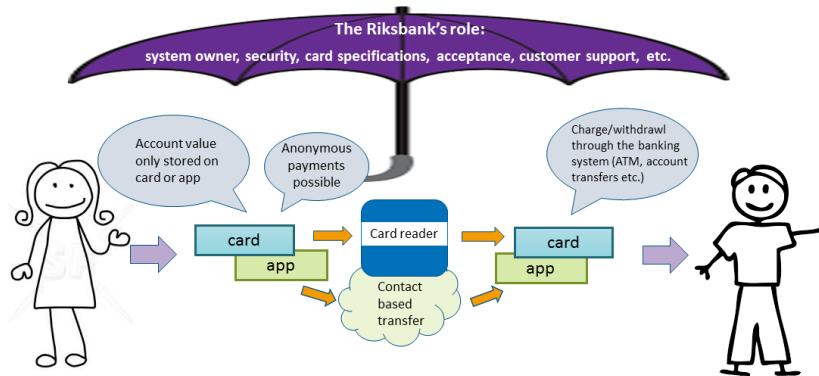 The Riksbank's role:
system owner, security, card specifications, acceptance, customer support, etc.
Account value
only stored on
card or app
Anonymous
payments
possible
Charge/withdrawl
through the banking
system (ATM, account
transfers etc.)
card
app
Card reader
Contact
based
transfer
card
app